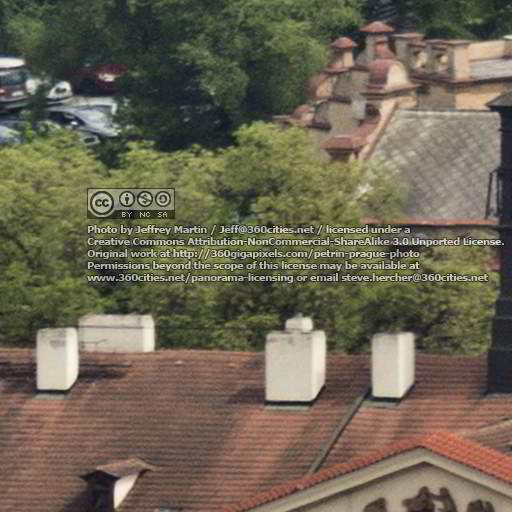 cc
BY NC SA
Photo by Jeffrey Martin / Jeff@360cities.net / licensed under a
Creative Commons Attribution-NonCommercial-ShareAlike 3.0 Unported License.
Original work at http://360gigapixels.com/petrin-prague-photo
Permissions beyond the scope of this license may be available at
www.360cities.net/panorama-licensing or email steve.hercher@360cities.net